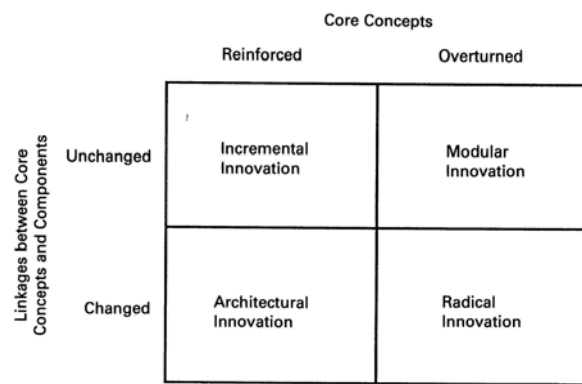 Core Concepts
Reinforced Overturned
Linkages between Core
Concepts and Components
Unchanged
Incremental
Innovation
Modular
Innovation
Changed
Architectural
Innovation
Radical
Innovation